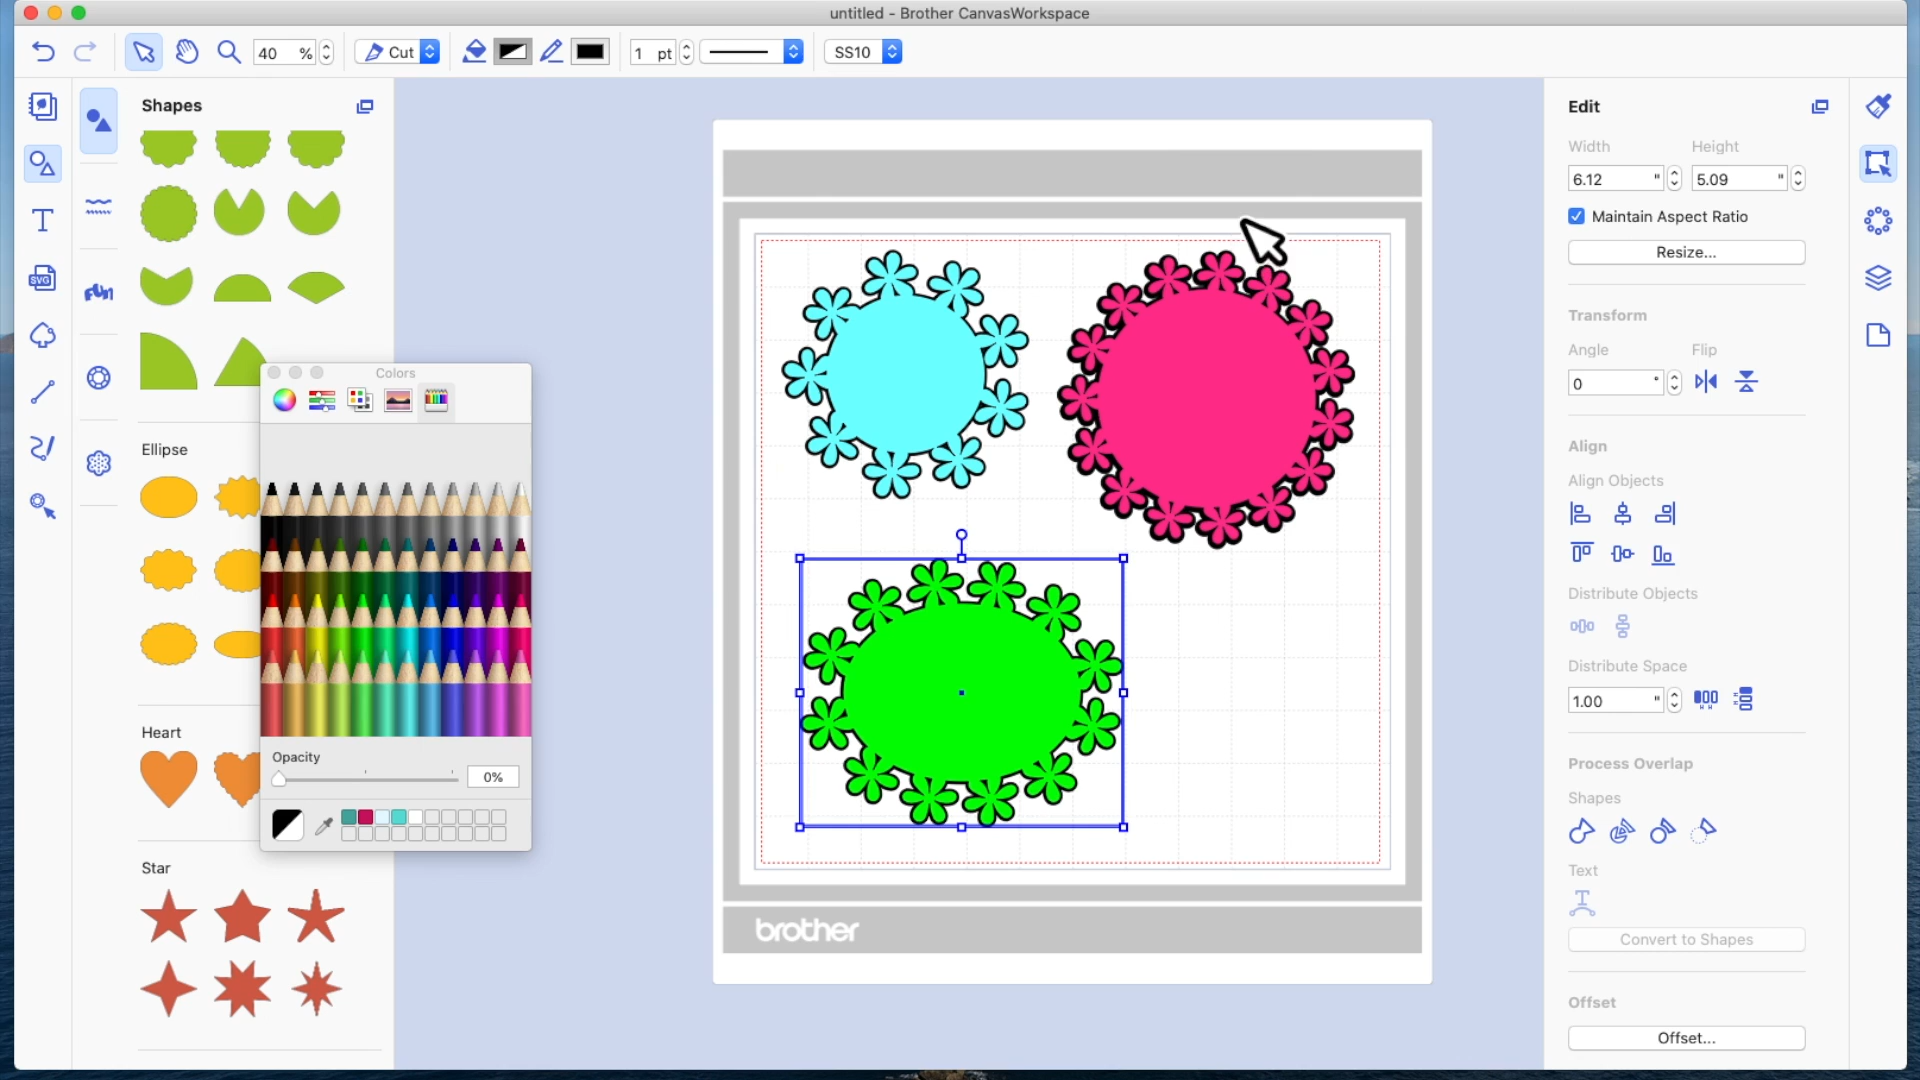 untitled - Brother CanvasWorkspace
40 %
Cut
1 pt
SS10
Shapes
T
SVG
Fun
Ellipse
Heart
Star
Colors
Opacity
0%
brother
Edit
Width
Height
6.12 "
5.09 "
Maintain Aspect Ratio
Resize...
Transform
Angle
Flip
0 °
Align
Align Objects
Distribute Objects
Distribute Space
1.00 "
Process Overlap
Shapes
Text
Convert to Shapes
Offset
Offset...